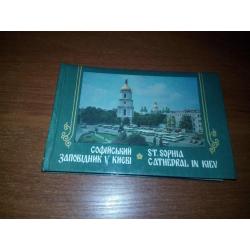 СОФІЙСЬКИЙ
ЗАПОВІДНИК У КИЄВІ
ST. SOPHIA
CATHEDRAL IN KIEV